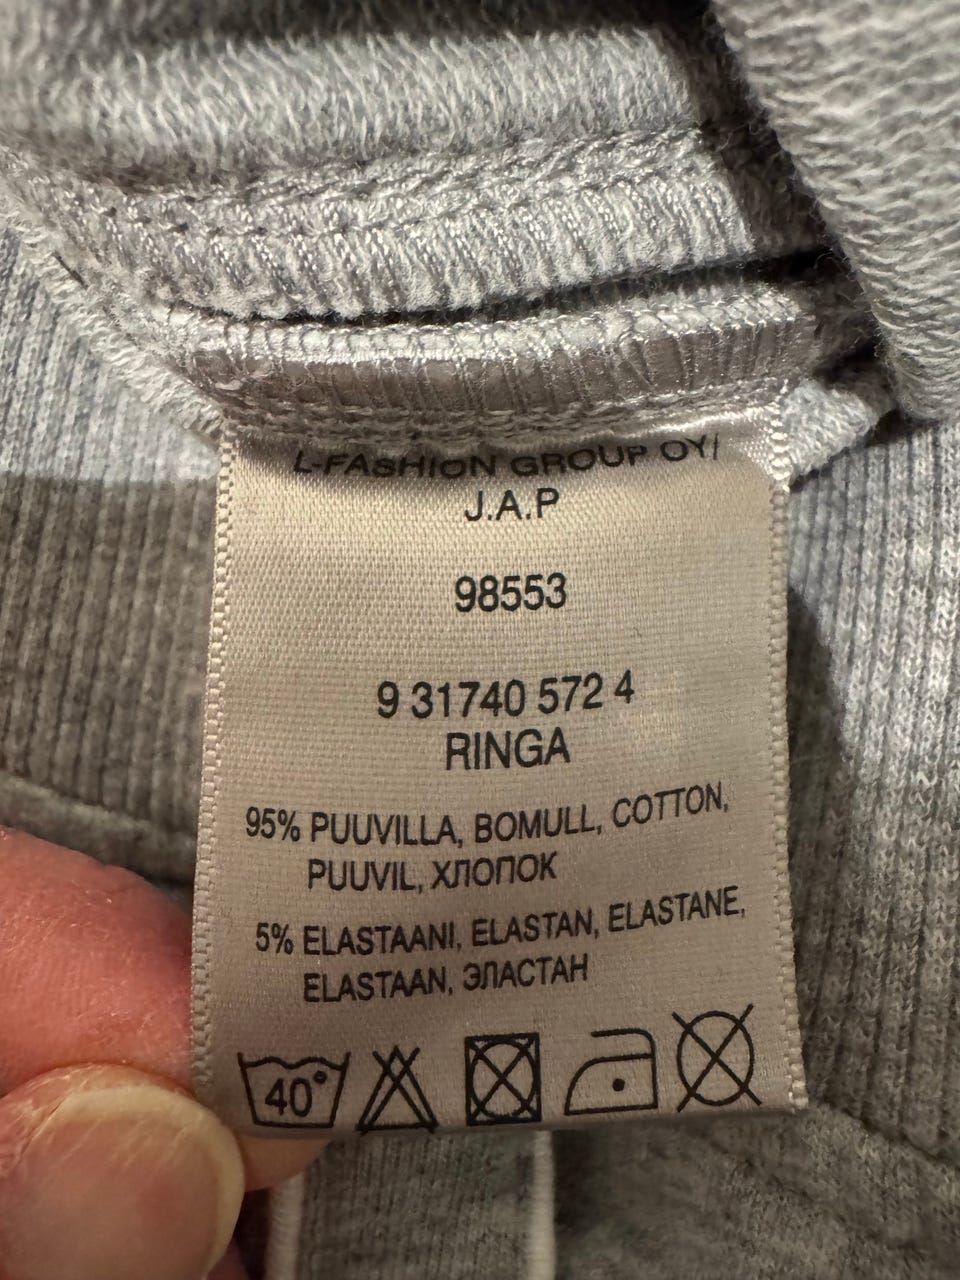 L-FASHION GROUP OY/
J.A.P
98553
9 31740 572 4
RINGA
95% PUUVILLA, BOMULL, COTTON,
PUUVIL, ХЛОПОК
5% ELASTAANI, ELASTAN, ELASTANE,
ELASTAAN, ЭЛАСТАН
40°